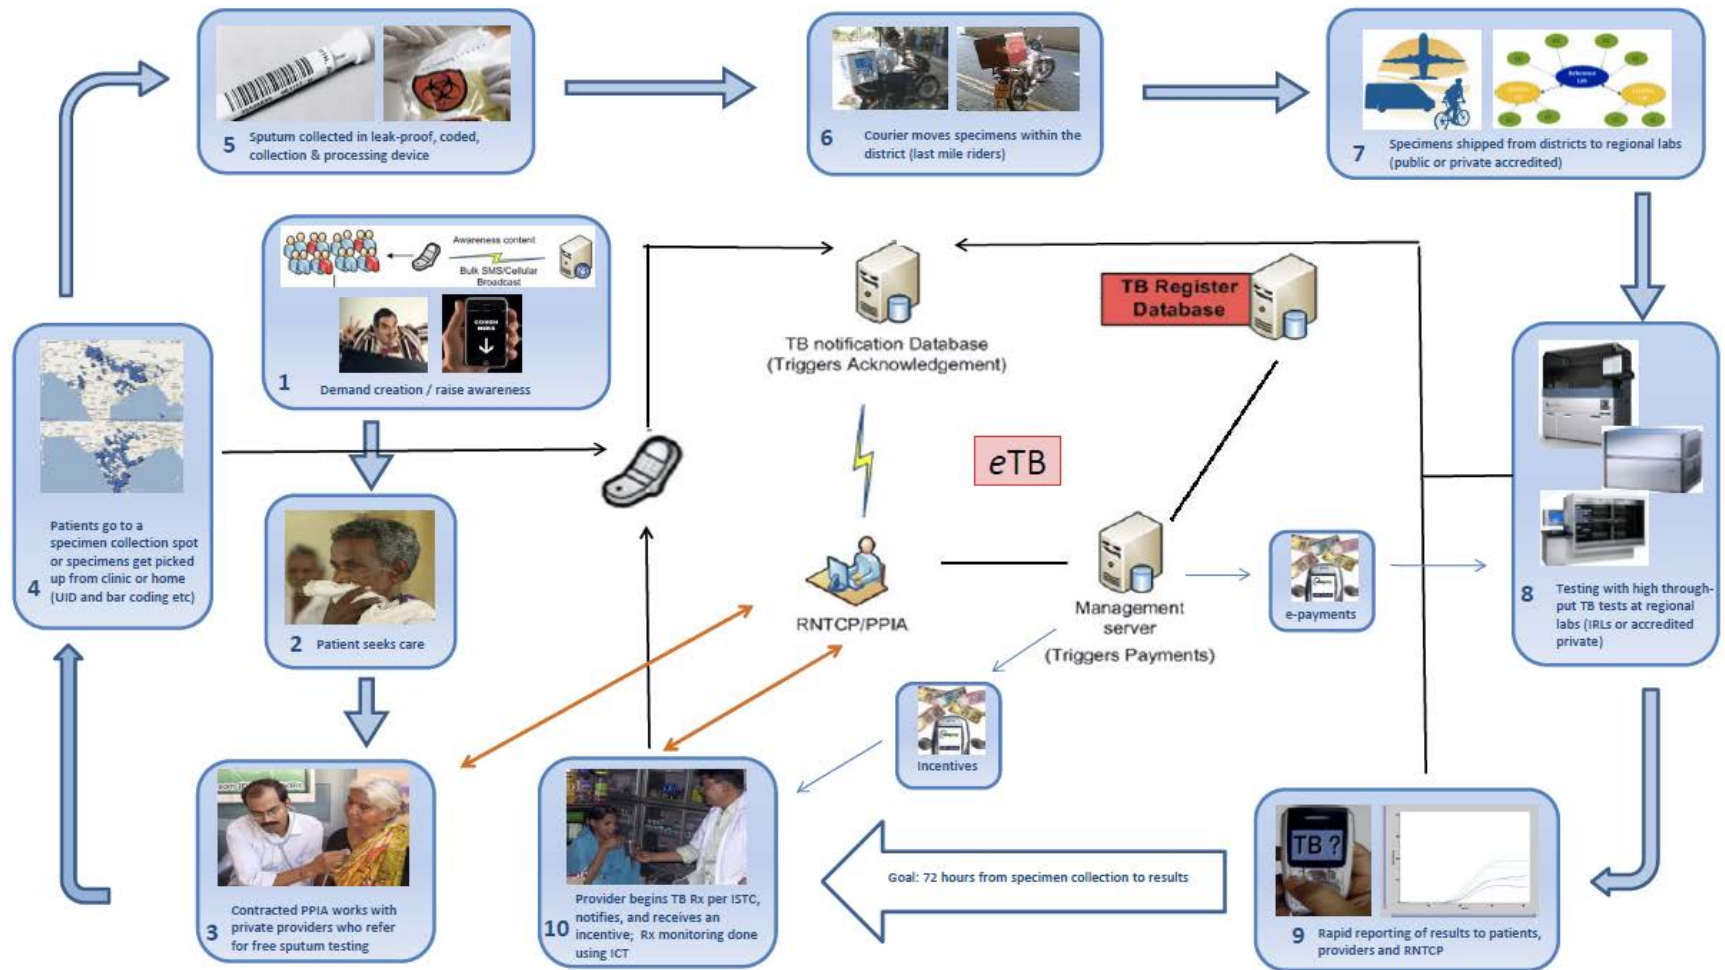 5
Sputum collected in leak-proof, coded,
collection & processing device
6
Courier moves specimens within the
district (last mile riders)
Reference
Lab
7
Specimens shipped from districts to regional labs
(public or private accredited)
Awareness content
Bulk SMS/Cellular
Broadcast
COUGH
HERE
1
Demand creation / raise awareness
TB notification Database
(Triggers Acknowledgement)
TB Register
Database
eTB
4
Patients go to a
specimen collection spot
or specimens get picked
up from clinic or home
(UID and bar coding etc)
2
Patient seeks care
RNTCP/PPIA
Management
server
(Triggers Payments)
e-payments
8
Testing with high through-
put TB tests at regional
labs (IRLs or accredited
private)
Incentives
3
Contracted PPIA works with
private providers who refer
for free sputum testing
10
Provider begins TB Rx per ISTC,
notifies, and receives an
incentive; Rx monitoring done
using ICT
Goal: 72 hours from specimen collection to results
TB ?
9
Rapid reporting of results to patients,
providers and RNTCP